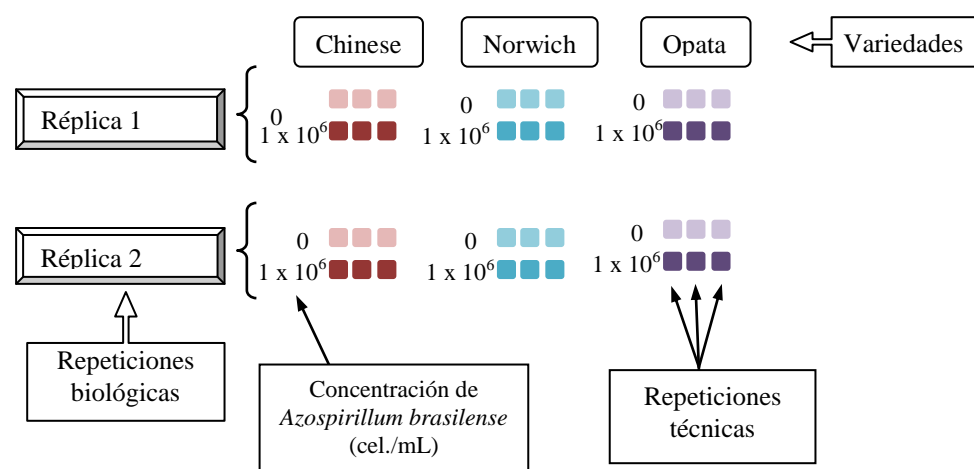 Chinese Norwich Opata Variedades
Réplica 1
0 0 0
1 x 10⁶ 1 x 10⁶ 1 x 10⁶
Réplica 2
0 0 0
1 x 10⁶ 1 x 10⁶ 1 x 10⁶
Repeticiones
biológicas
Concentración de
Azospirillum brasilense
(cel./mL)
Repeticiones
técnicas